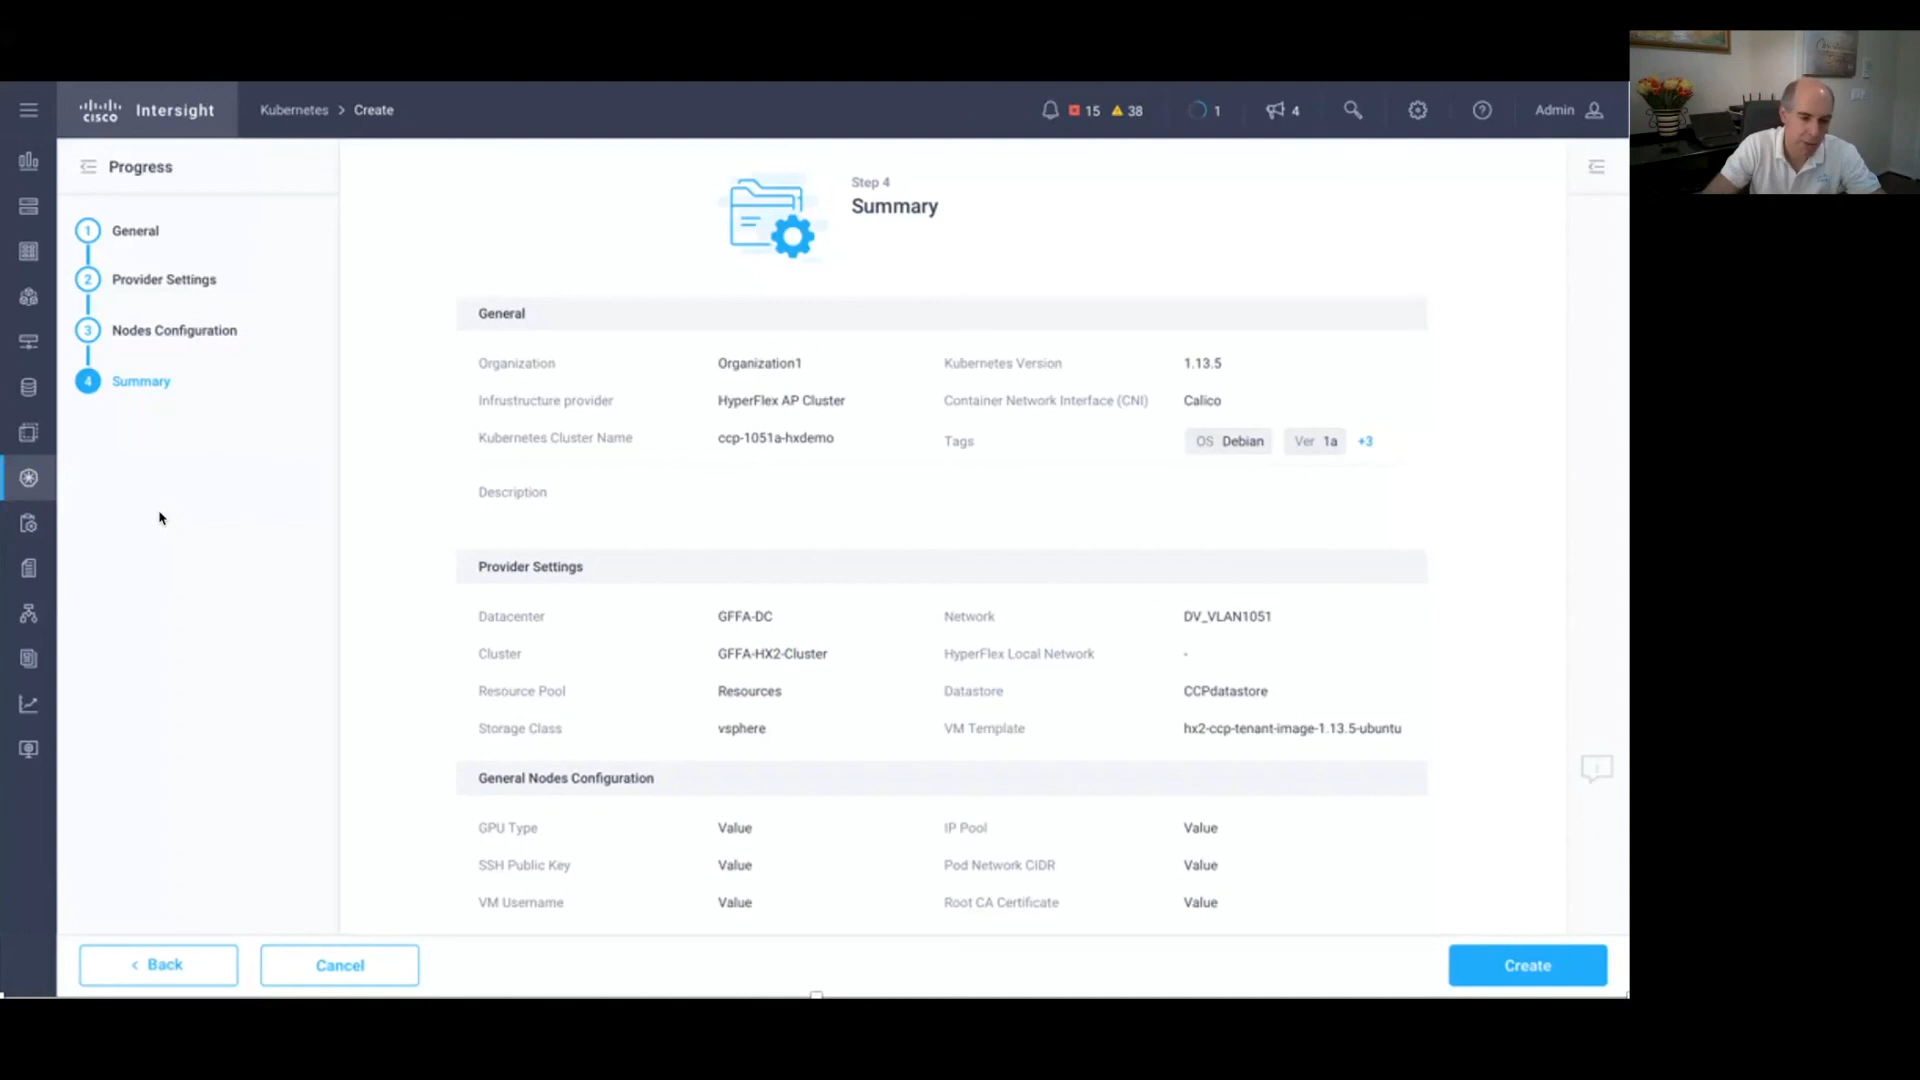 CISCO Intersight
Kubernetes > Create
15 38 1 4 Admin
Progress
1 General
2 Provider Settings
3 Nodes Configuration
4 Summary
Step 4
Summary
General
Organization Organization1 Kubernetes Version 1.13.5
Infrustructure provider HyperFlex AP Cluster Container Network Interface (CNI) Calico
Kubernetes Cluster Name ccp-1051a-hxdemo Tags OS Debian Ver 1a +3
Description
Provider Settings
Datacenter GFFA-DC Network DV_VLAN1051
Cluster GFFA-HX2-Cluster HyperFlex Local Network -
Resource Pool Resources Datastore CCPdatastore
Storage Class vsphere VM Template hx2-ccp-tenant-image-1.13.5-ubuntu
General Nodes Configuration
GPU Type Value IP Pool Value
SSH Public Key Value Pod Network CIDR Value
VM Username Value Root CA Certificate Value
< Back Cancel Create